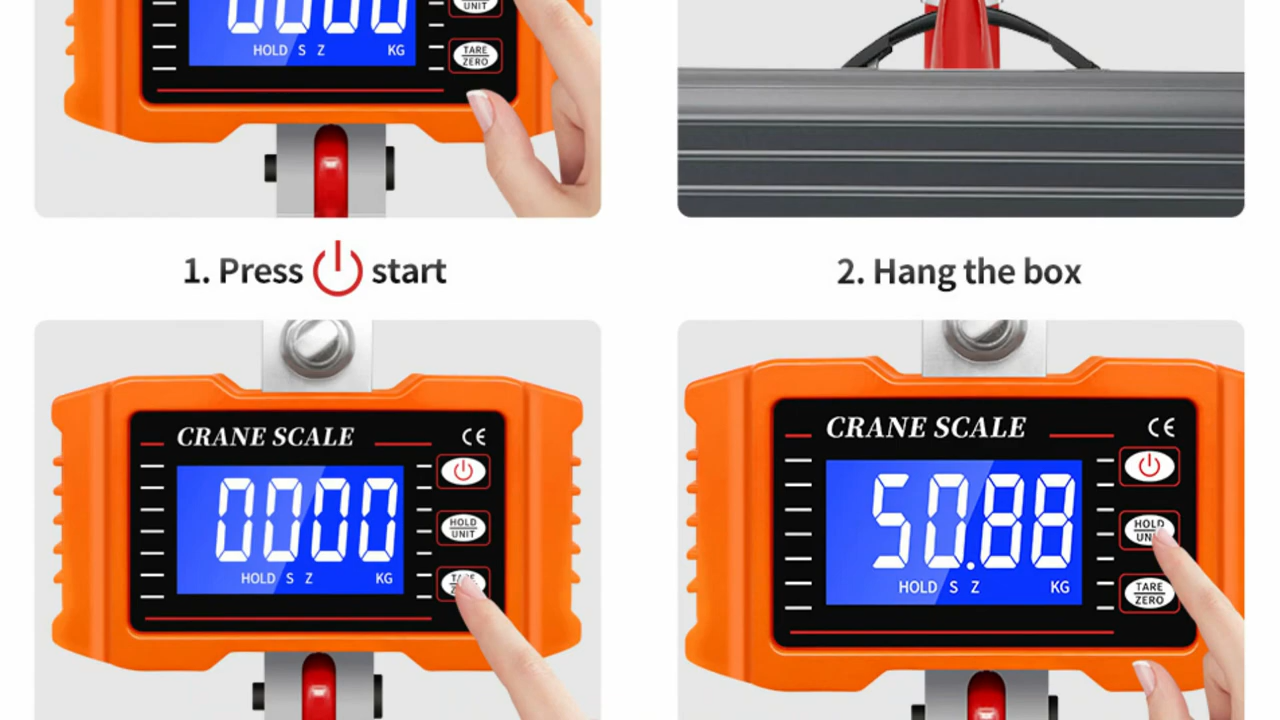 0000
UNIT
HOLD S Z KG
TARE
ZERO
1. Press start
2. Hang the box
CRANE SCALE CE
0000
HOLD
UNIT
HOLD S Z KG
CRANE SCALE CE
50.88
HOLD
HOLD S Z KG
TARE
ZERO